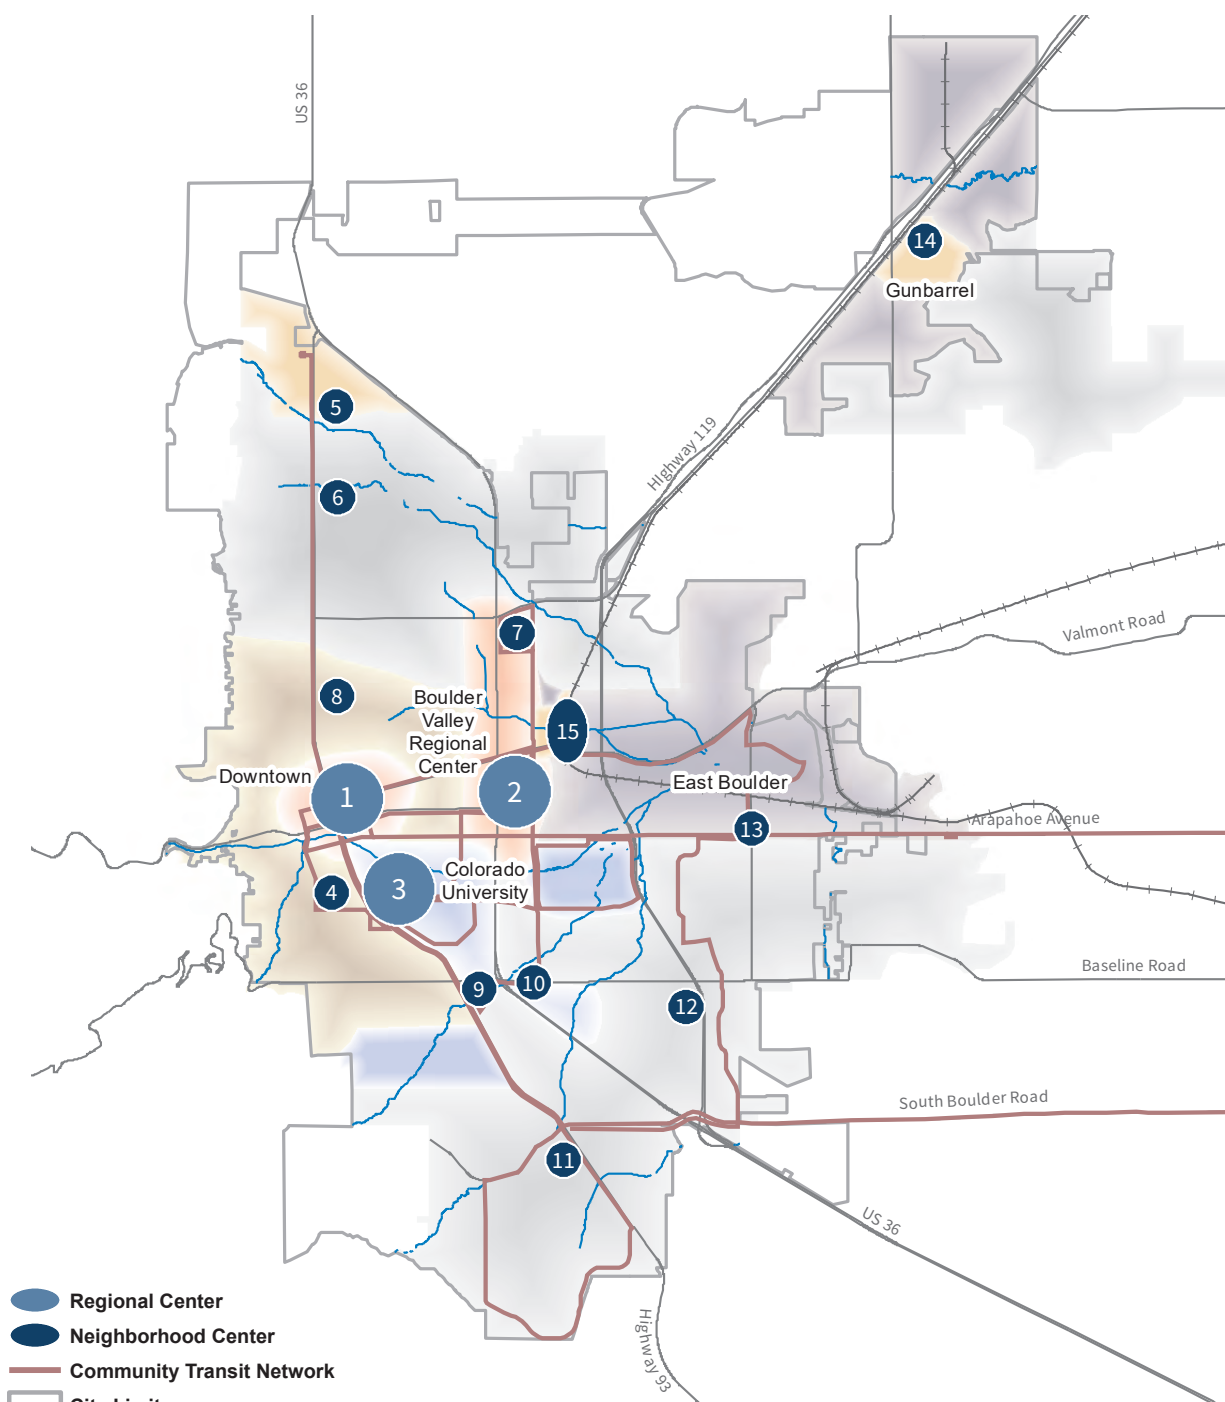 US 36
14
Gunbarrel
5
Highway 119
6
7
Valmont Road
8
Boulder
Valley
Regional
Center
15
Downtown
1
2
East Boulder
Arapahoe Avenue
13
Colorado
University
4
3
Baseline Road
9
10
12
South Boulder Road
11
US 36
Highway 93
Regional Center
Neighborhood Center
Community Transit Network